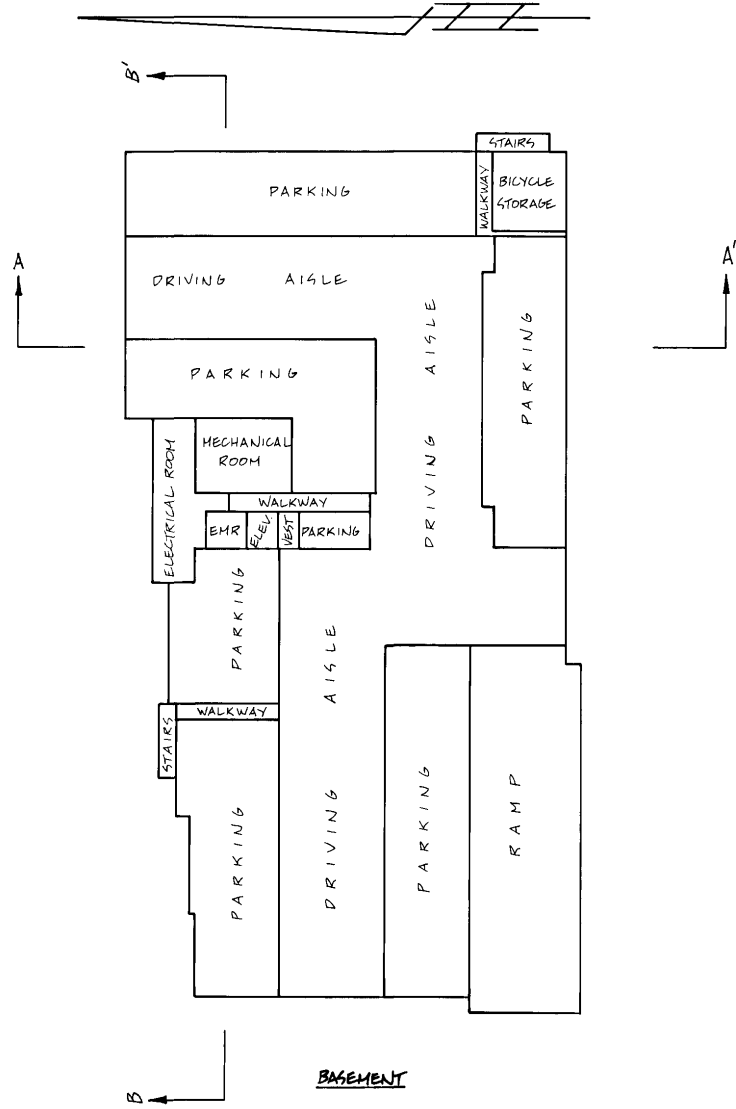 B'
STAIRS
PARKING
WALKWAY
BICYCLE
STORAGE
A
A'
DRIVING AISLE
DRIVING AISLE
PARKING
PARKING
MECHANICAL
ROOM
ELECTRICAL ROOM
WALKWAY
EMR
ELEV.
VEST
PARKING
PARKING
DRIVING AISLE
WALKWAY
STAIRS
PARKING
PARKING
RAMP
B
BASEMENT